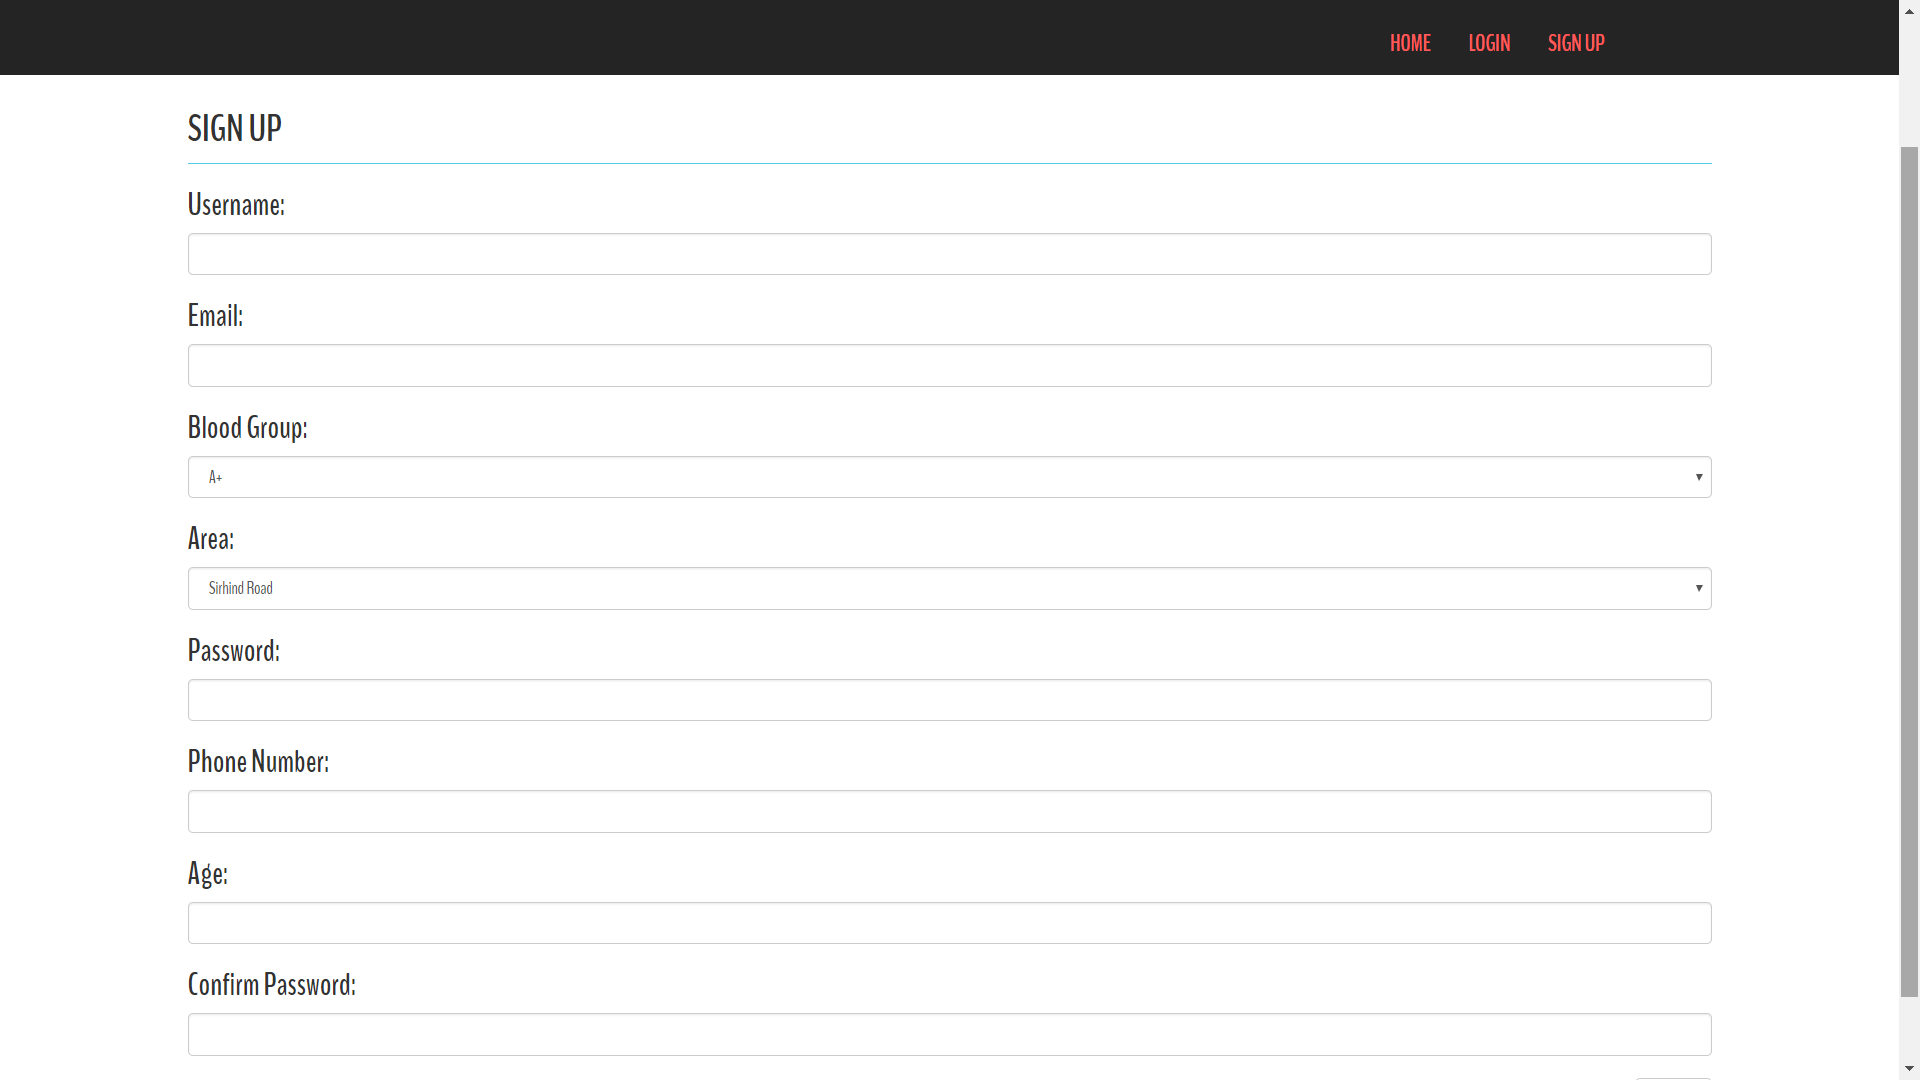 HOME LOGIN SIGN UP
SIGN UP
Username:
Email:
Blood Group:
A+
Area:
Sirhind Road
Password:
Phone Number:
Age:
Confirm Password: